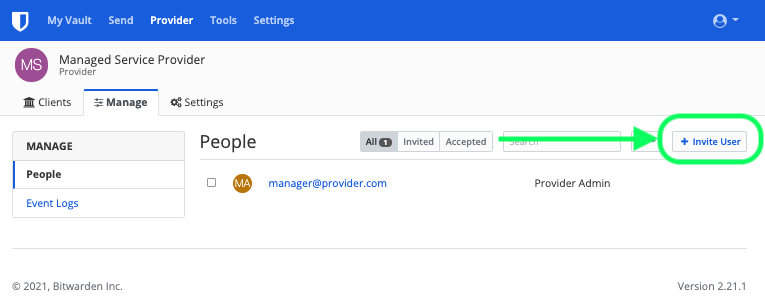 My Vault Send Provider Tools Settings
MS Managed Service Provider
Provider
Clients Manage Settings
MANAGE
People
Event Logs
People All 1 Invited Accepted Search + Invite User
MA manager@provider.com Provider Admin
© 2021, Bitwarden Inc. Version 2.21.1